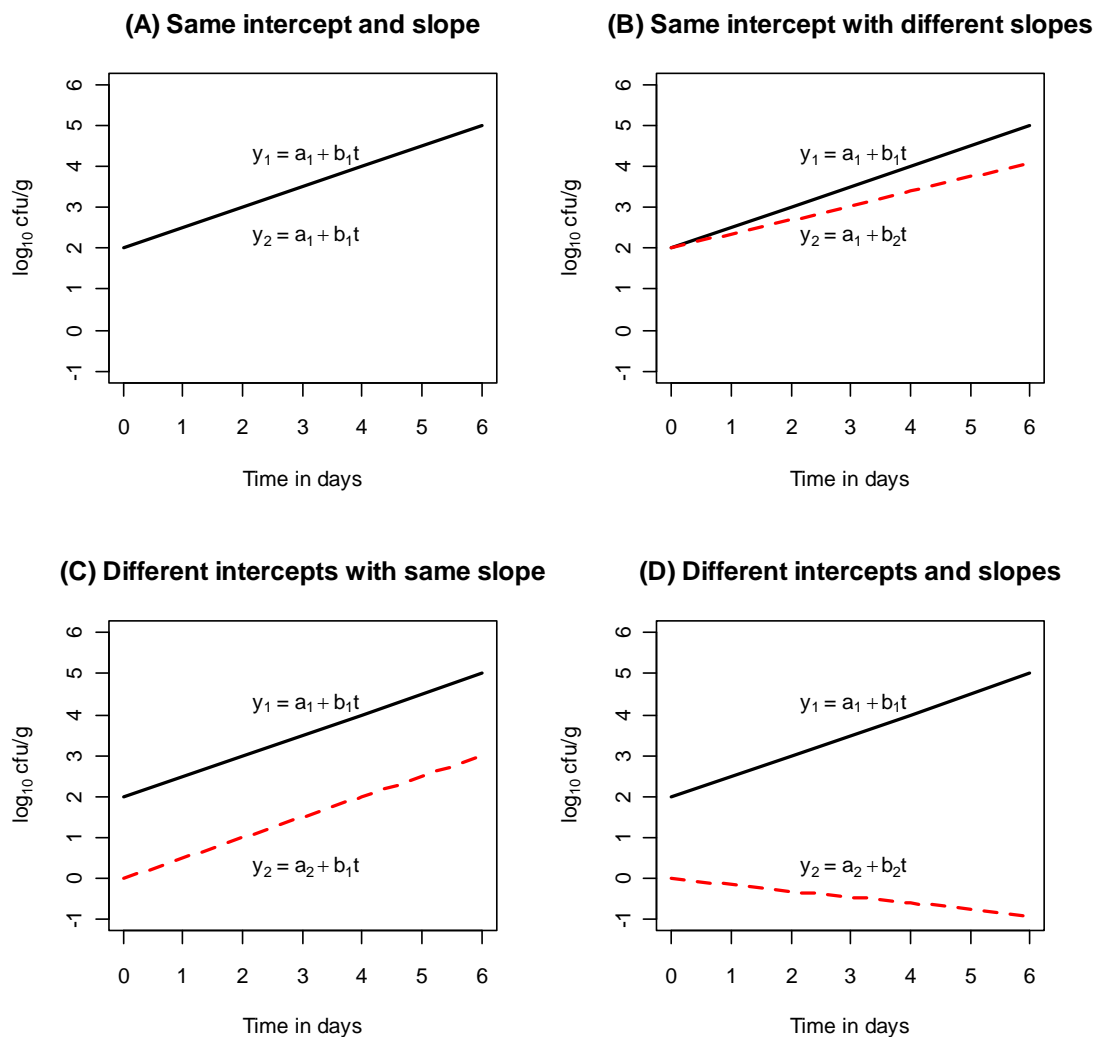 (A) Same intercept and slope
6
5
4
3
2
1
0
-1
log₁₀ cfu/g
y₁ = a₁ + b₁t
y₂ = a₁ + b₁t
0 1 2 3 4 5 6
Time in days
(B) Same intercept with different slopes
6
5
4
3
2
1
0
-1
log₁₀ cfu/g
y₁ = a₁ + b₁t
y₂ = a₁ + b₂t
0 1 2 3 4 5 6
Time in days
(C) Different intercepts with same slope
6
5
4
3
2
1
0
-1
log₁₀ cfu/g
y₁ = a₁ + b₁t
y₂ = a₂ + b₁t
0 1 2 3 4 5 6
Time in days
(D) Different intercepts and slopes
6
5
4
3
2
1
0
-1
log₁₀ cfu/g
y₁ = a₁ + b₁t
y₂ = a₂ + b₂t
0 1 2 3 4 5 6
Time in days